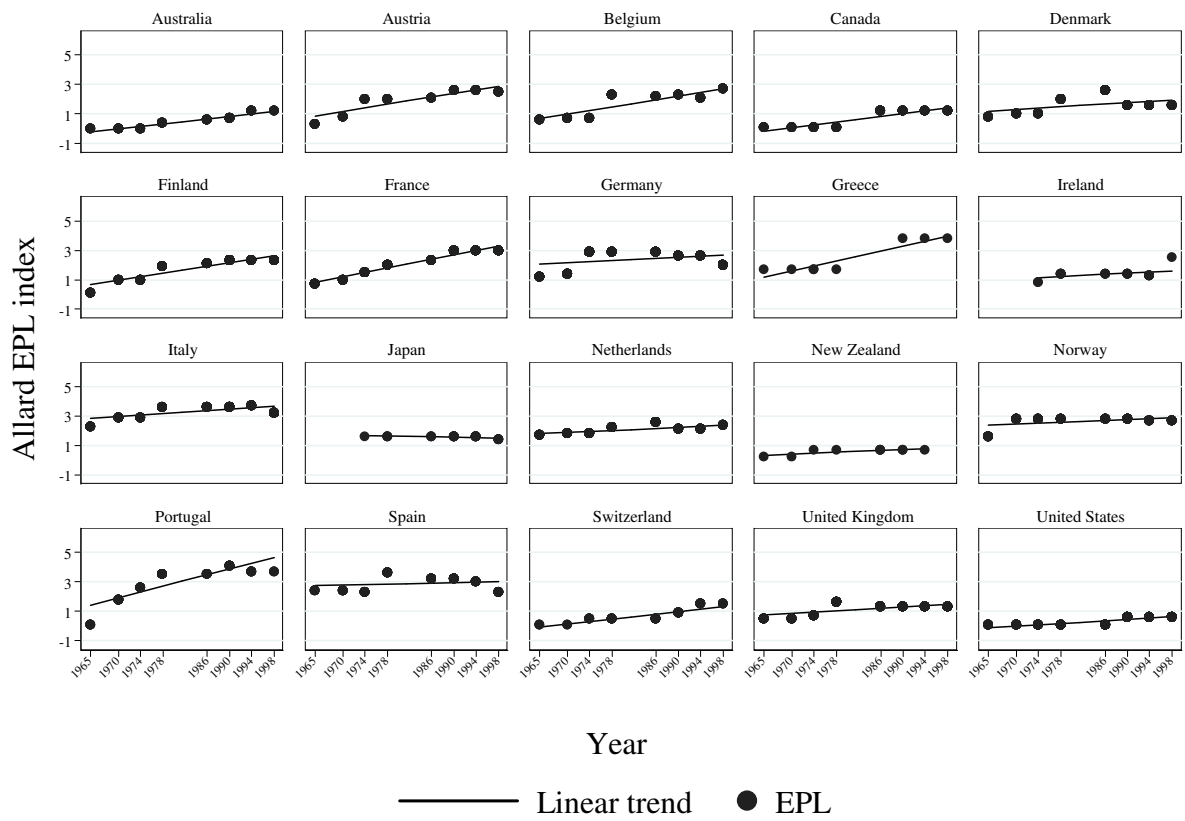 Australia Austria Belgium Canada Denmark
5
3
1
-1
Finland France Germany Greece Ireland
5
3
1
-1
Italy Japan Netherlands New Zealand Norway
5
3
1
-1
Portugal Spain Switzerland United Kingdom United States
5
3
1
-1
1965 1970 1974 1978 1986 1990 1994 1998 1965 1970 1974 1978 1986 1990 1994 1998 1965 1970 1974 1978 1986 1990 1994 1998 1965 1970 1974 1978 1986 1990 1994 1998 1965 1970 1974 1978 1986 1990 1994 1998
Allard EPL index
Year
Linear trend EPL